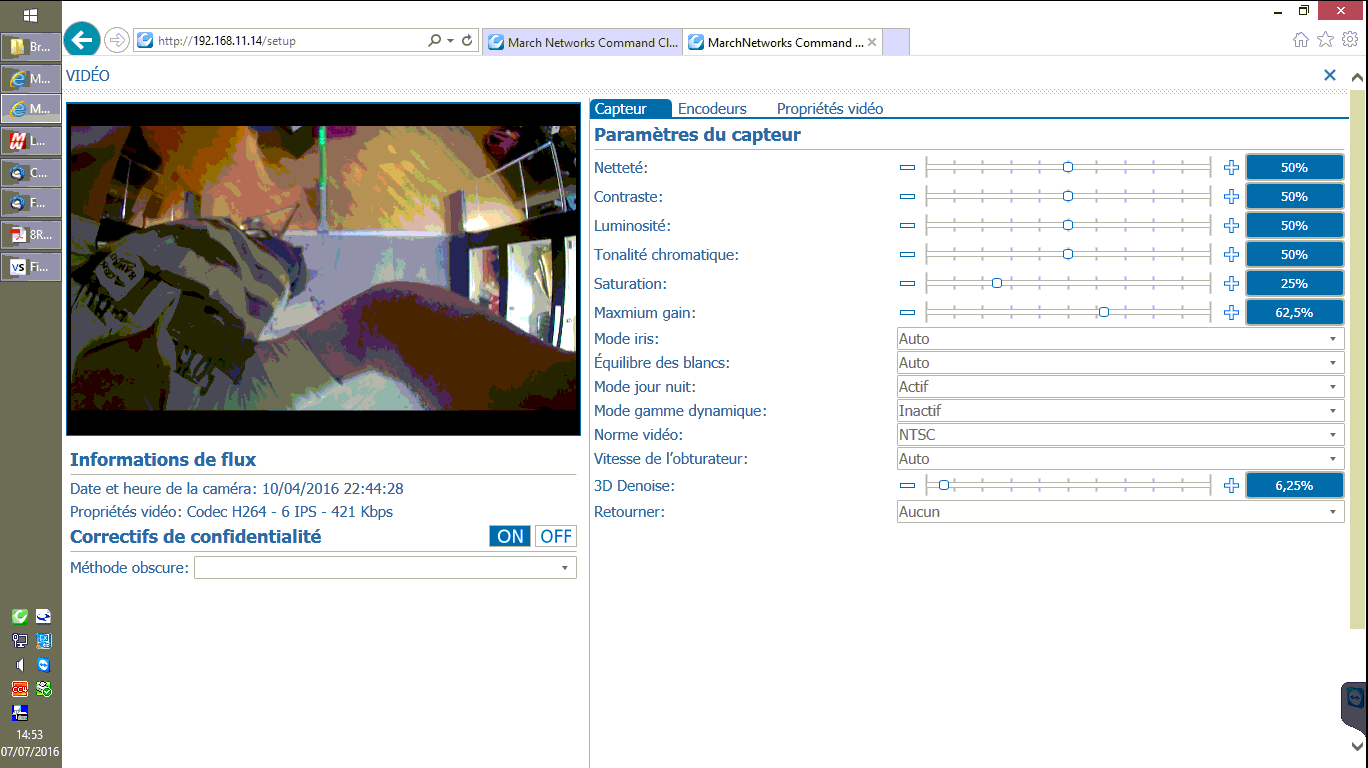 http://192.168.11.14/setup
March Networks Command Cl...
MarchNetworks Command ...
Br...
M...
M...
L...
C...
F...
8R...
Fi...
14:53
07/07/2016
VIDÉO
Informations de flux
Date et heure de la caméra: 10/04/2016 22:44:28
Propriétés vidéo: Codec H264 - 6 IPS - 421 Kbps
Correctifs de confidentialité ON OFF
Méthode obscure:
Capteur Encodeurs Propriétés vidéo
Paramètres du capteur
Netteté: 50%
Contraste: 50%
Luminosité: 50%
Tonalité chromatique: 50%
Saturation: 25%
Maxmium gain: 62,5%
Mode iris: Auto
Équilibre des blancs: Auto
Mode jour nuit: Actif
Mode gamme dynamique: Inactif
Norme vidéo: NTSC
Vitesse de l’obturateur: Auto
3D Denoise: 6,25%
Retourner: Aucun